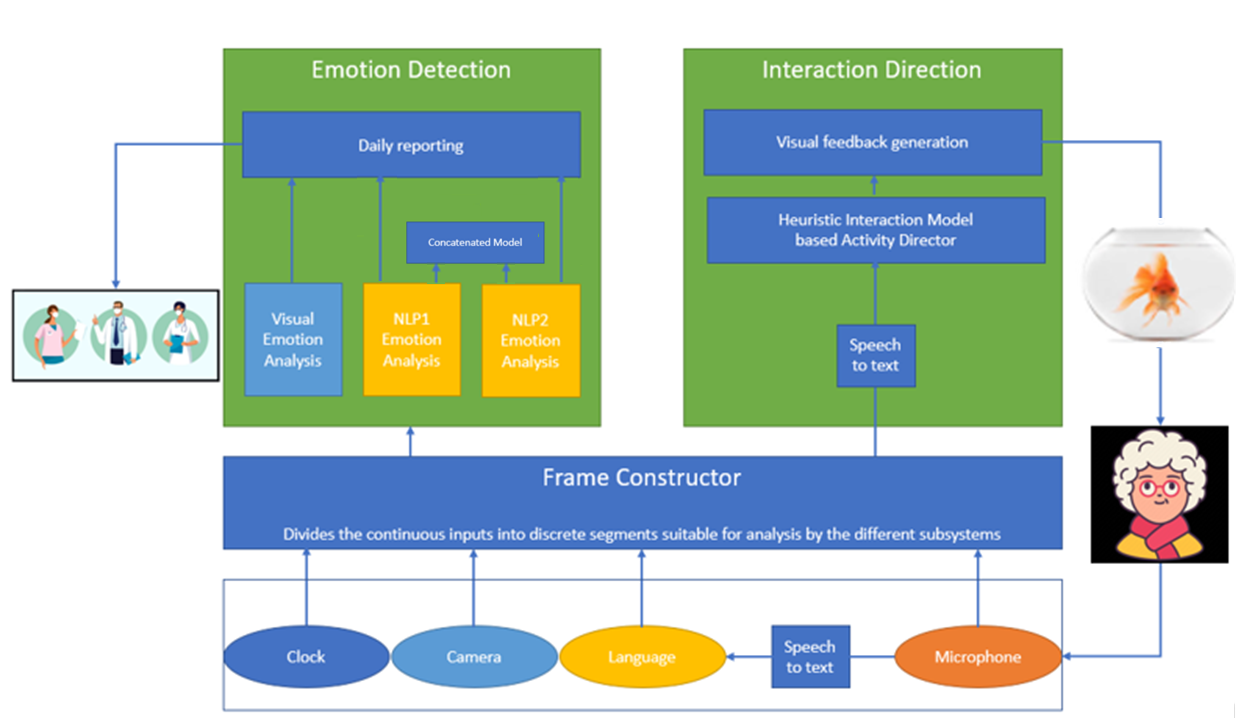 Emotion Detection
Interaction Direction
Daily reporting
Visual feedback generation
Heuristic Interaction Model
based Activity Director
Concatenated Model
Visual
Emotion
Analysis
NLP1
Emotion
Analysis
NLP2
Emotion
Analysis
Speech
to text
Frame Constructor
Divides the continuous inputs into discrete segments suitable for analysis by the different subsystems
Clock
Camera
Language
Speech
to text
Microphone